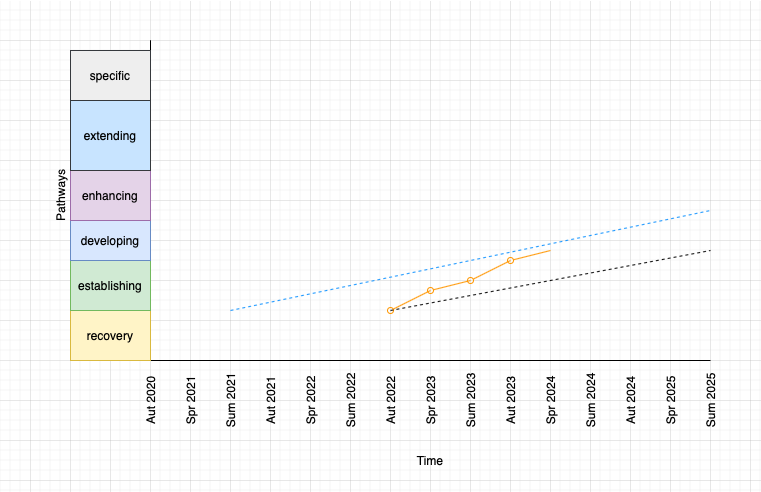 specific
extending
enhancing
developing
establishing
recovery
Pathways
Aut 2020
Spr 2021
Sum 2021
Aut 2021
Spr 2022
Sum 2022
Aut 2022
Spr 2023
Sum 2023
Aut 2023
Spr 2024
Sum 2024
Aut 2024
Spr 2025
Sum 2025
Time